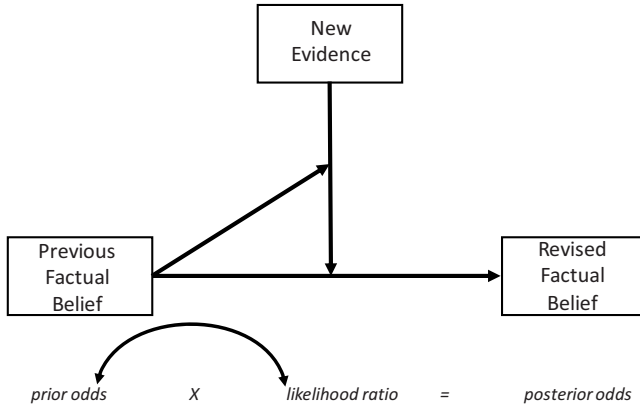 New
Evidence
Previous
Factual
Belief
Revised
Factual
Belief
prior odds X likelihood ratio = posterior odds